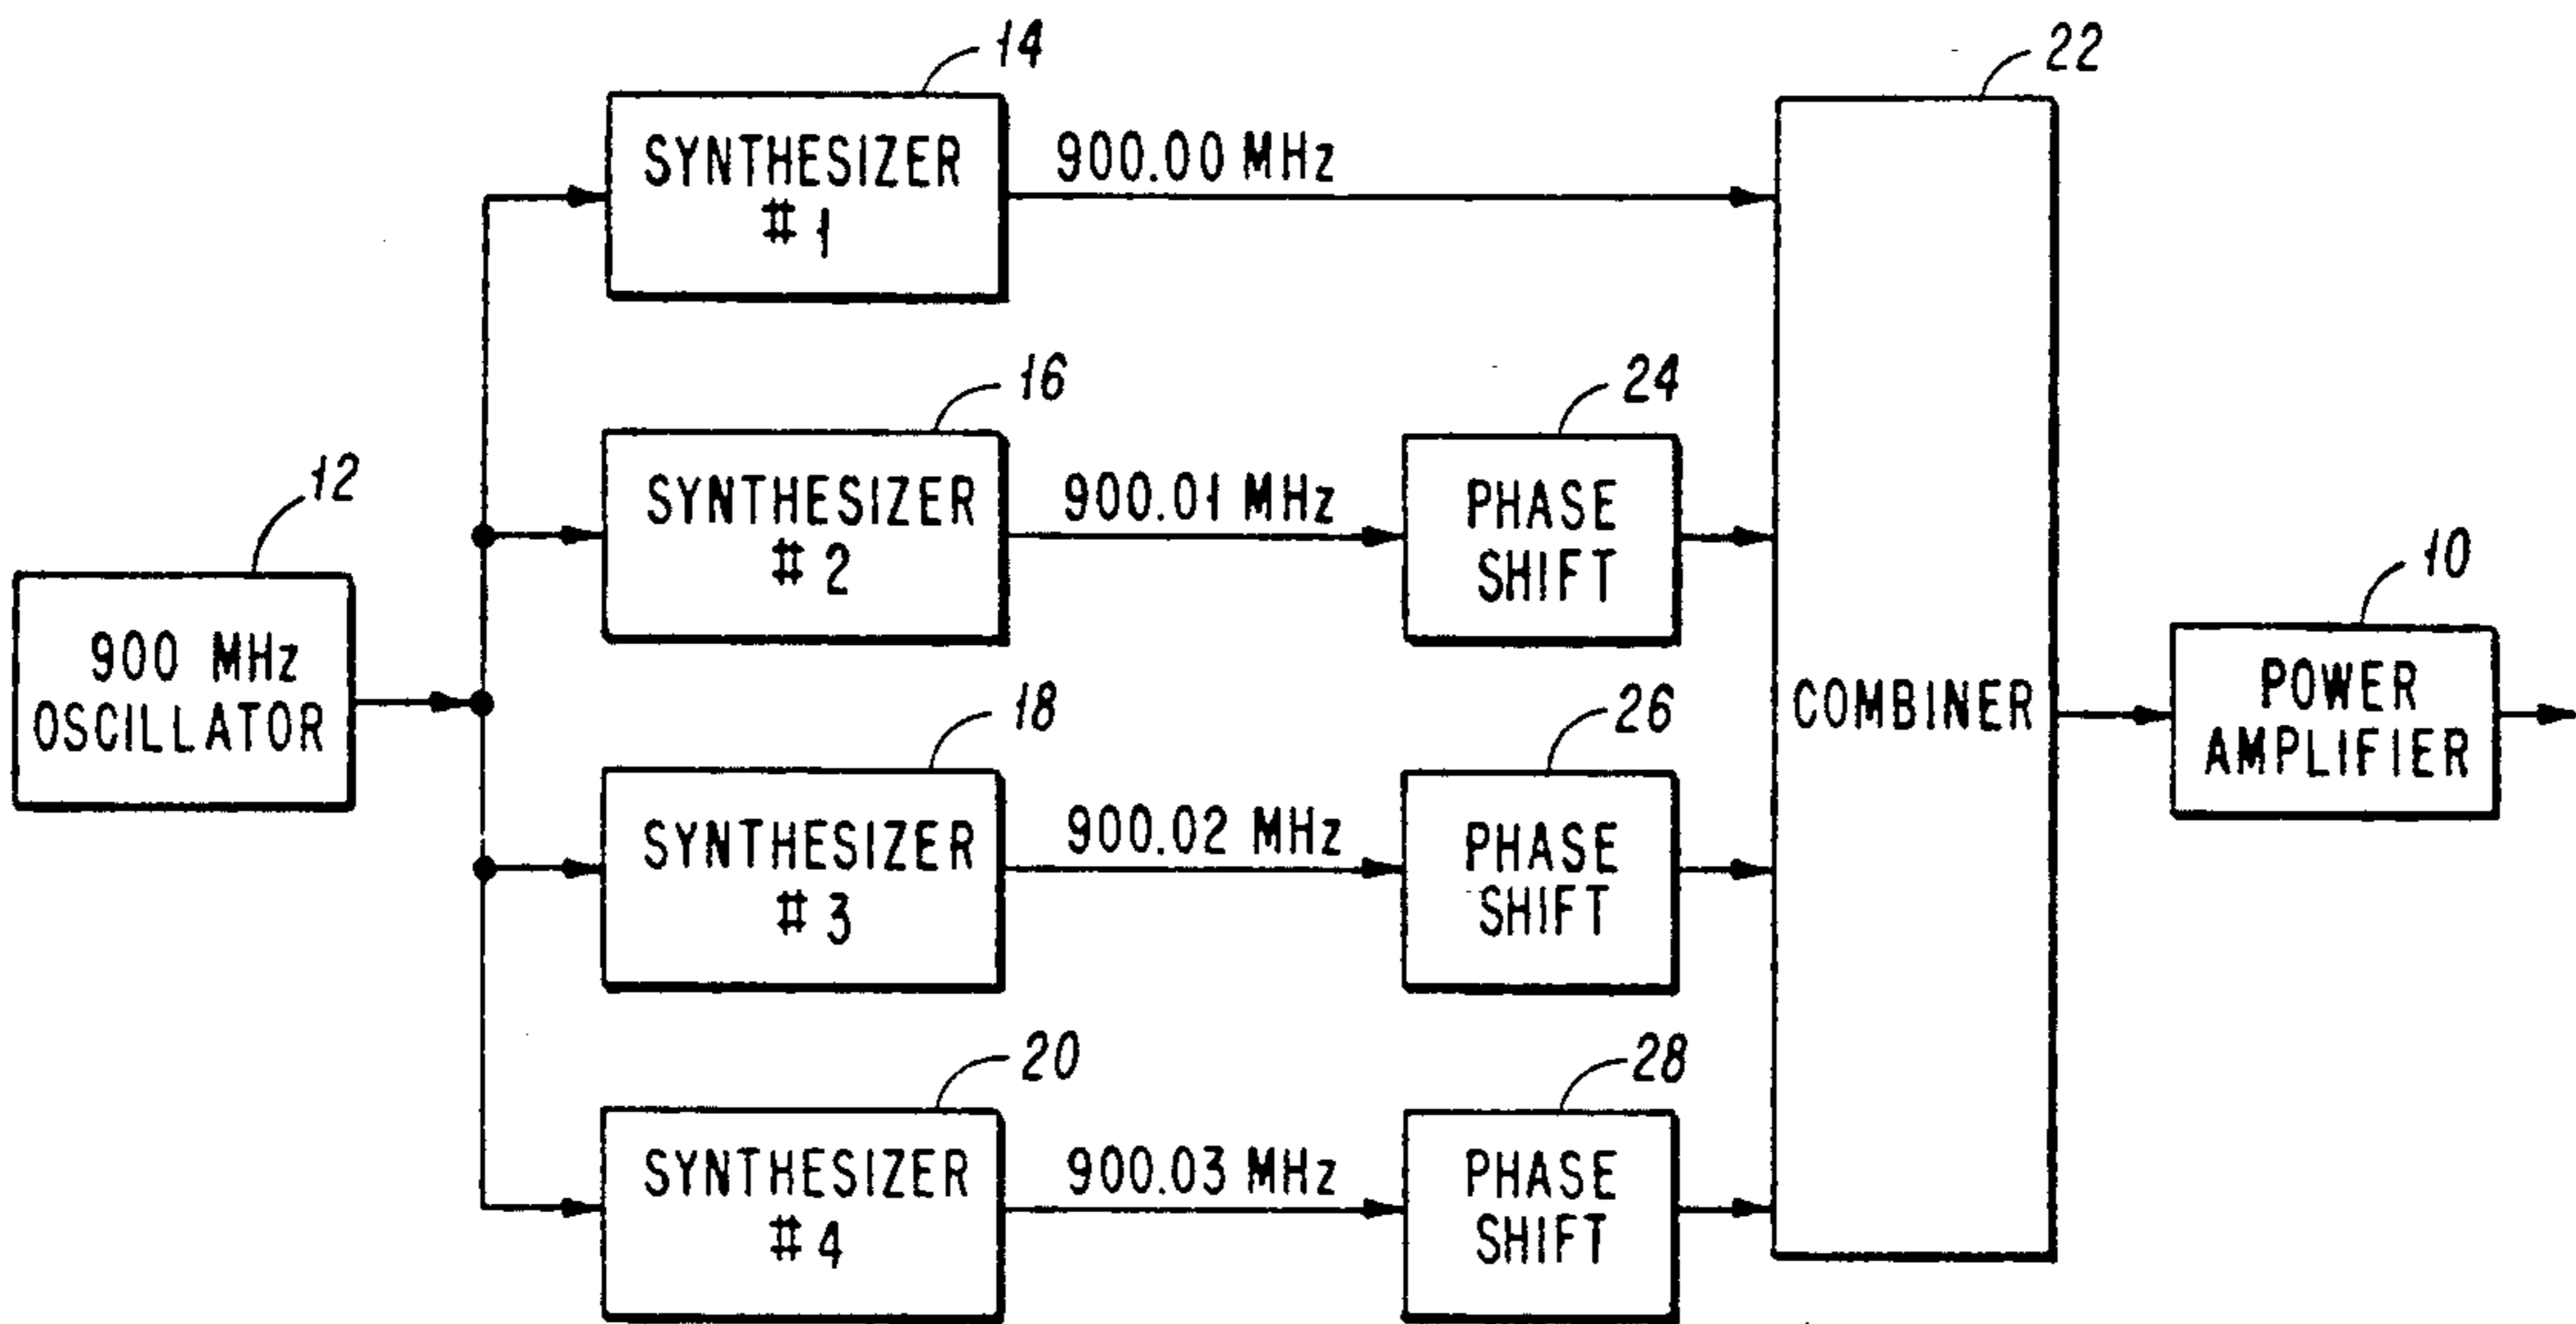 14
SYNTHESIZER
#1
900.00 MHz
22
16
SYNTHESIZER
#2
900.01 MHz
24
PHASE
SHIFT
12
900 MHz
OSCILLATOR
18
SYNTHESIZER
#3
900.02 MHz
26
PHASE
SHIFT
COMBINER
10
POWER
AMPLIFIER
20
SYNTHESIZER
#4
900.03 MHz
28
PHASE
SHIFT